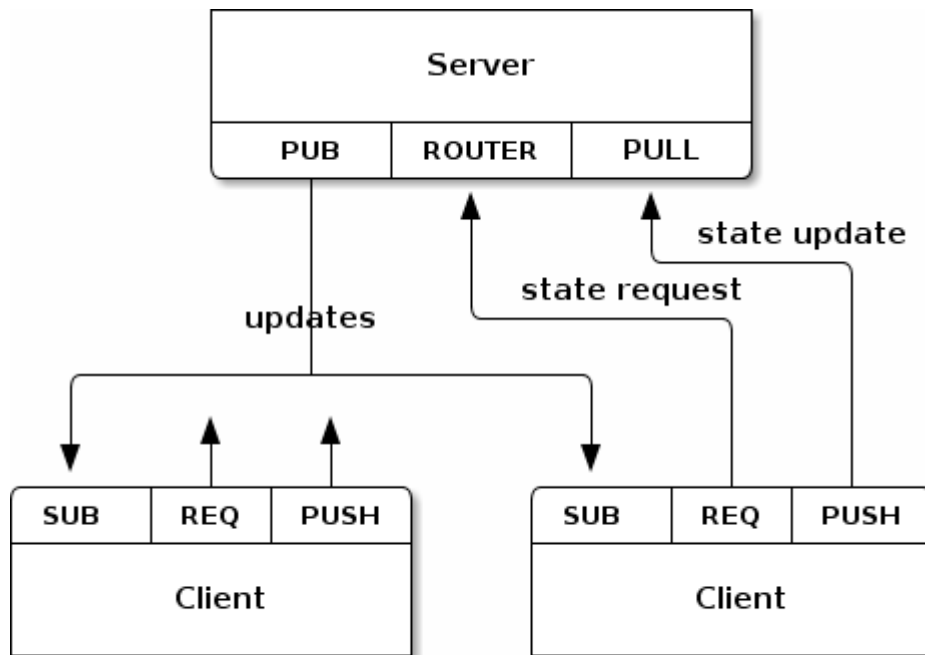 Server
PUB ROUTER PULL
state update
state request
updates
SUB REQ PUSH SUB REQ PUSH
Client Client